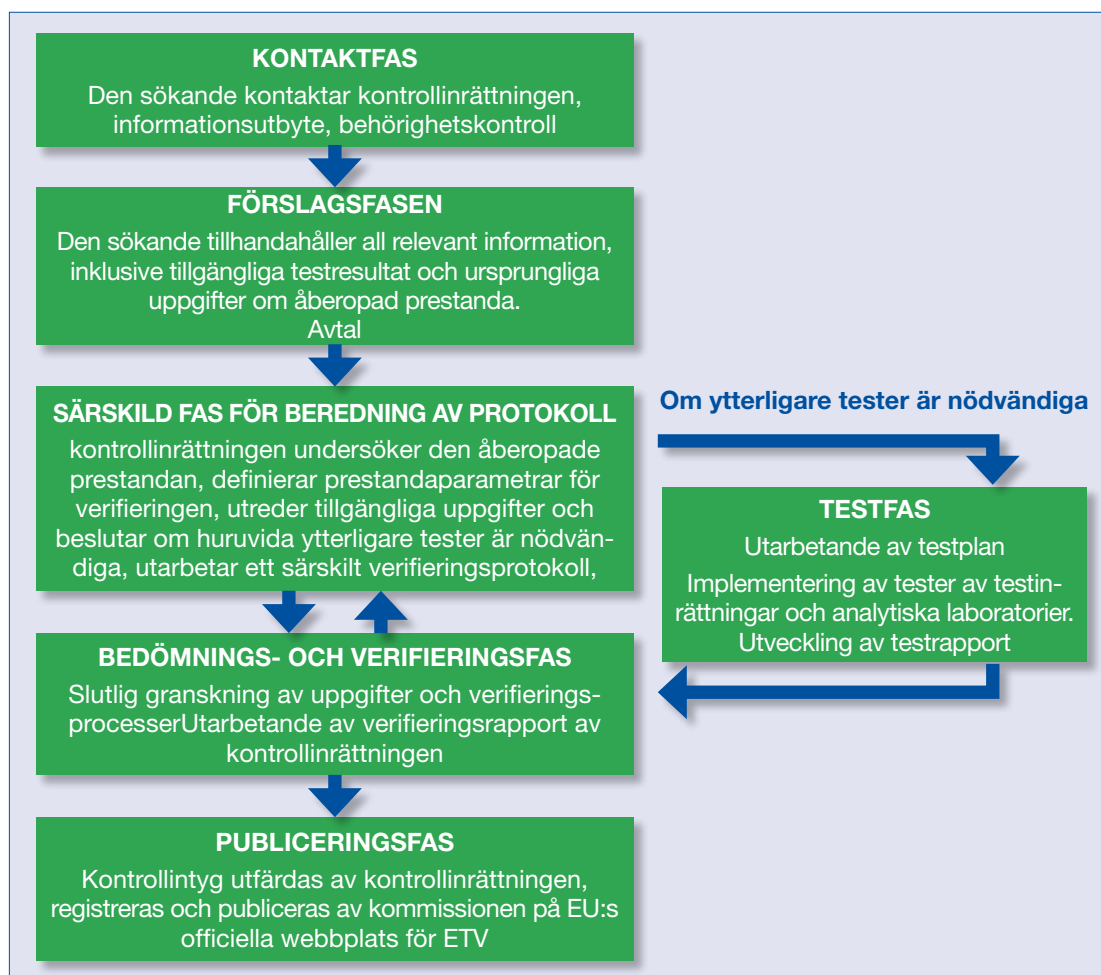 KONTAKTFAS
Den sökande kontaktar kontrollinrättningen,
informationsutbyte, behörighetskontroll
FÖRSLAGSFASEN
Den sökande tillhandahåller all relevant information,
inklusive tillgängliga testresultat och ursprungliga
uppgifter om åberopad prestanda.
Avtal
SÄRSKILD FAS FÖR BEREDNING AV PROTOKOLL
kontrollinrättningen undersöker den åberopade
prestandan, definierar prestandaparametrar för
verifieringen, utreder tillgängliga uppgifter och
beslutar om huruvida ytterligare tester är nödvän-
diga, utarbetar ett särskilt verifieringsprotokoll,
Om ytterligare tester är nödvändiga
TESTFAS
Utarbetande av testplan
Implementering av tester av testin-
rättningar och analytiska laboratorier.
Utveckling av testrapport
BEDÖMNINGS- OCH VERIFIERINGSFAS
Slutlig granskning av uppgifter och verifierings-
processerUtarbetande av verifieringsrapport av
kontrollinrättningen
PUBLICERINGSFAS
Kontrollintyg utfärdas av kontrollinrättningen,
registreras och publiceras av kommissionen på EU:s
officiella webbplats för ETV